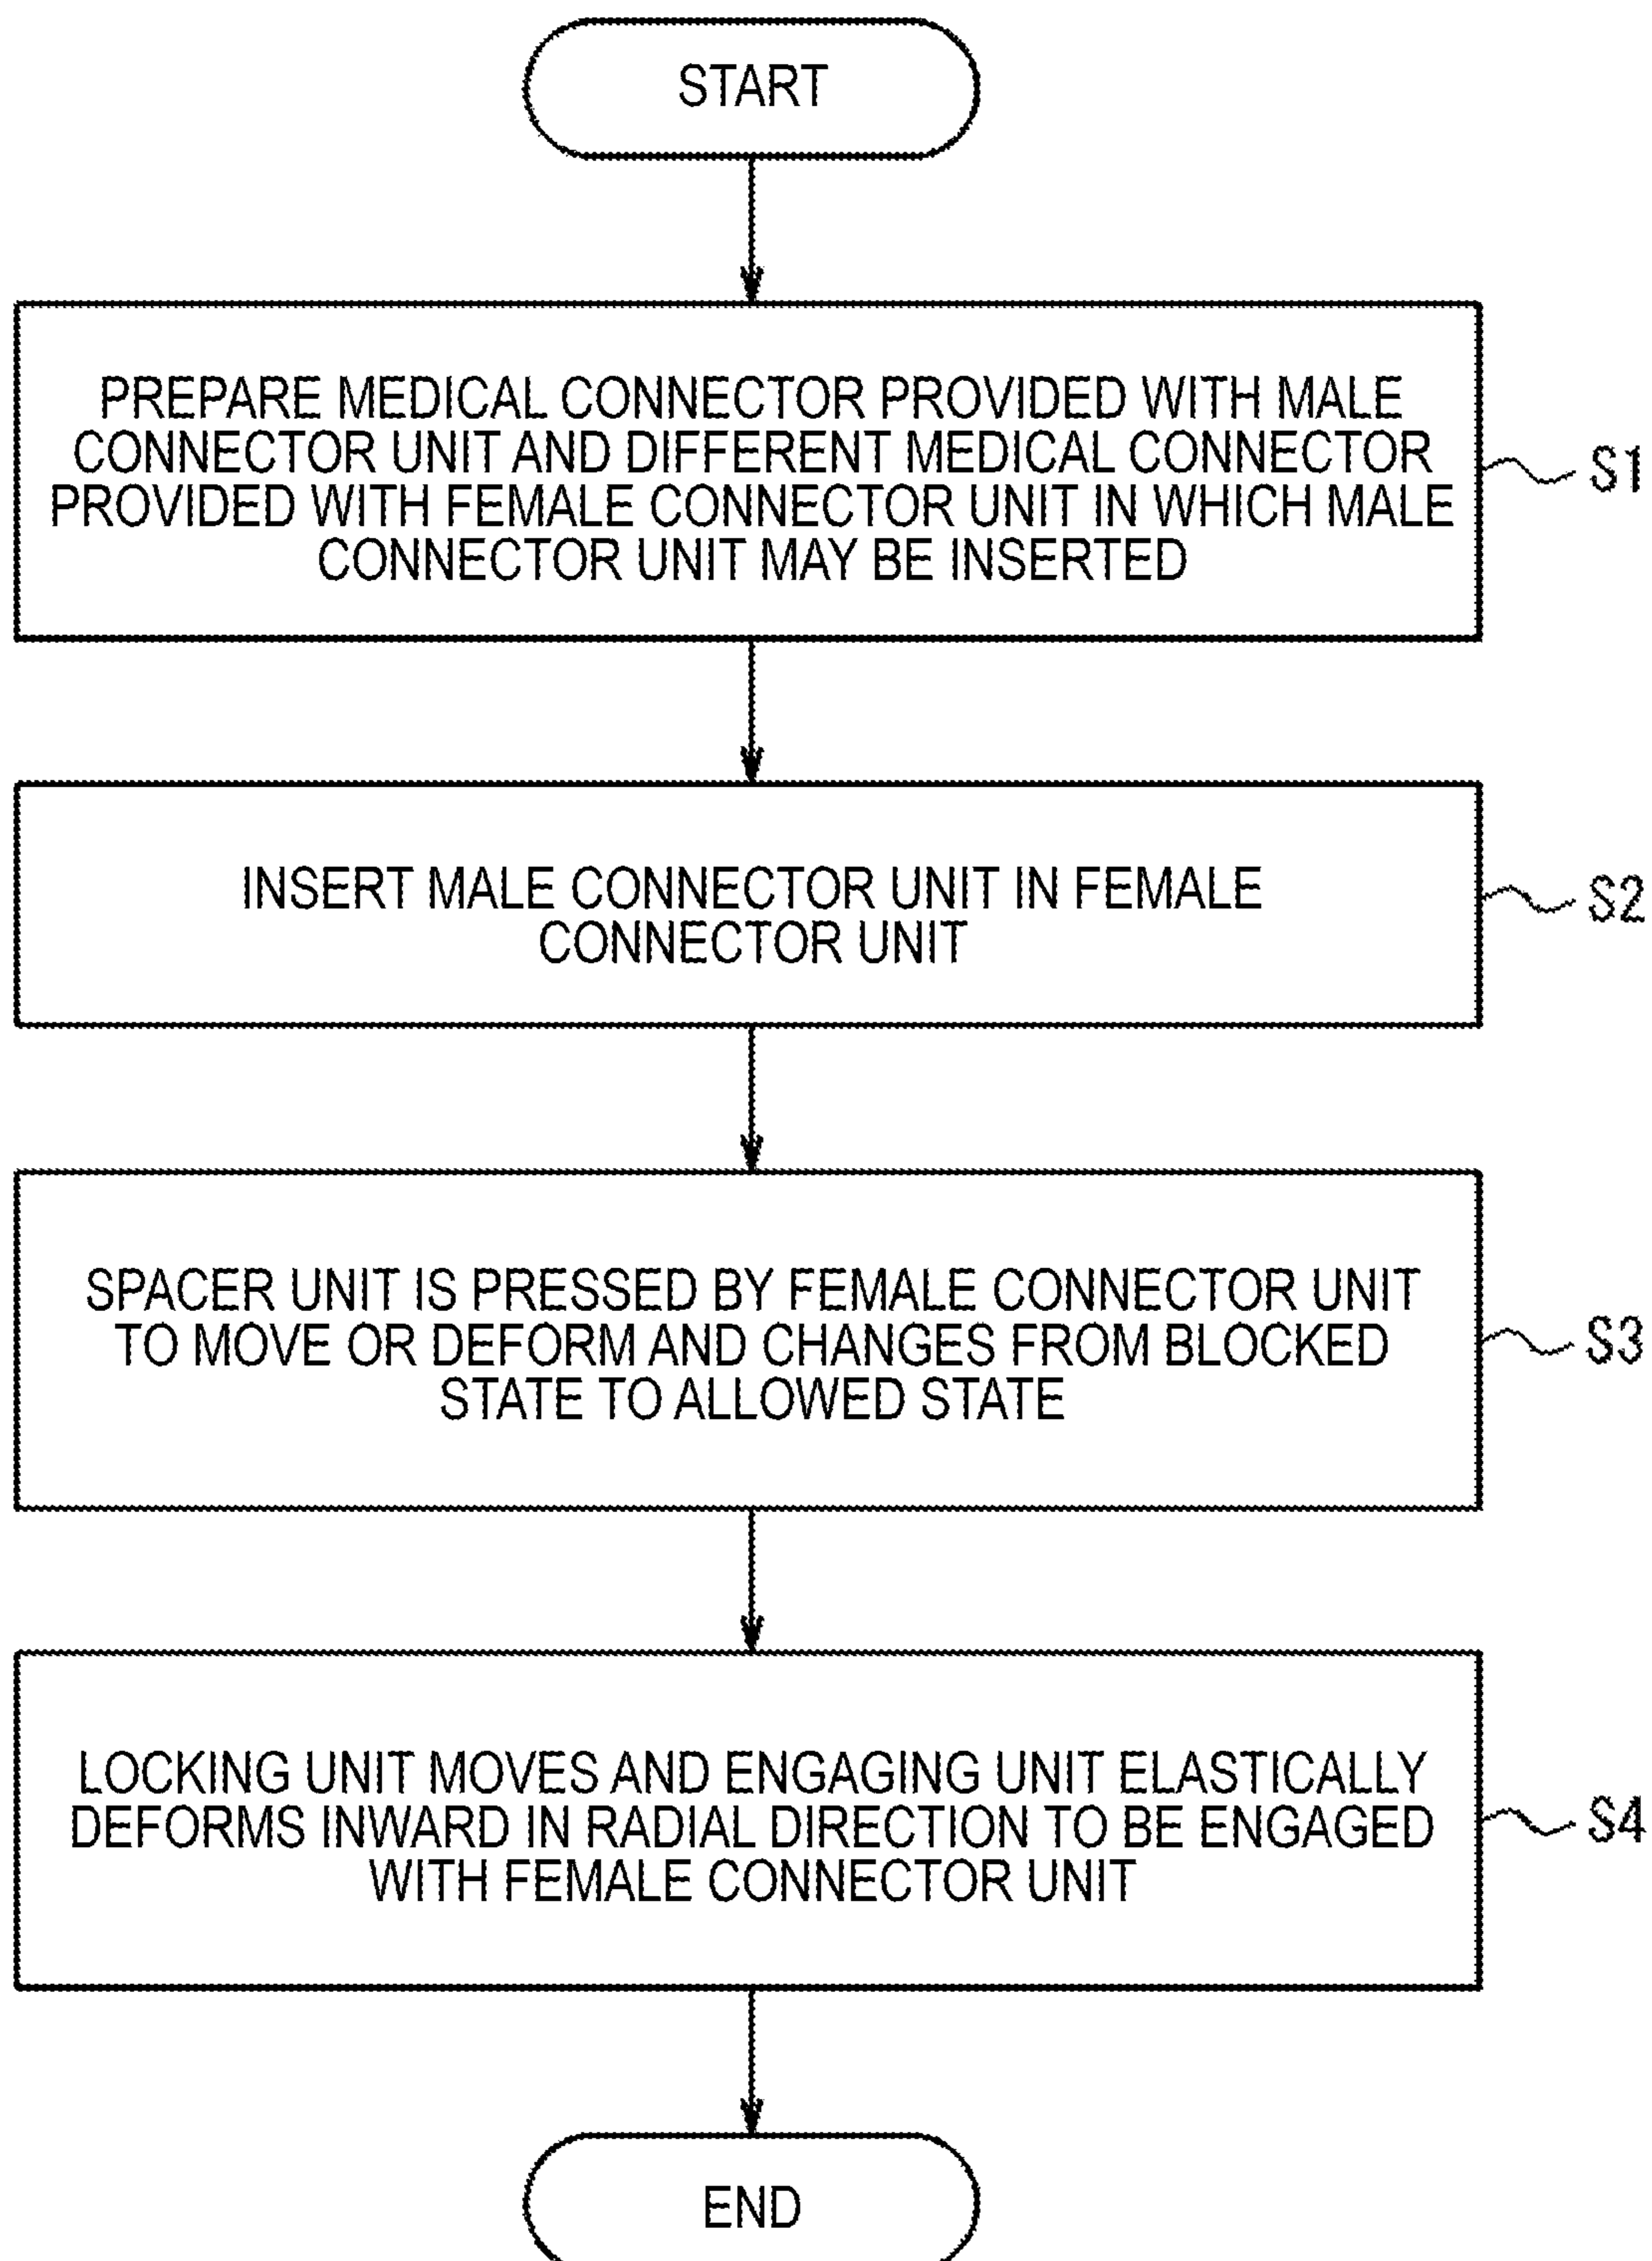 START
PREPARE MEDICAL CONNECTOR PROVIDED WITH MALE
CONNECTOR UNIT AND DIFFERENT MEDICAL CONNECTOR
PROVIDED WITH FEMALE CONNECTOR UNIT IN WHICH MALE
CONNECTOR UNIT MAY BE INSERTED
S1
INSERT MALE CONNECTOR UNIT IN FEMALE
CONNECTOR UNIT
S2
SPACER UNIT IS PRESSED BY FEMALE CONNECTOR UNIT
TO MOVE OR DEFORM AND CHANGES FROM BLOCKED
STATE TO ALLOWED STATE
S3
LOCKING UNIT MOVES AND ENGAGING UNIT ELASTICALLY
DEFORMS INWARD IN RADIAL DIRECTION TO BE ENGAGED
WITH FEMALE CONNECTOR UNIT
S4
END